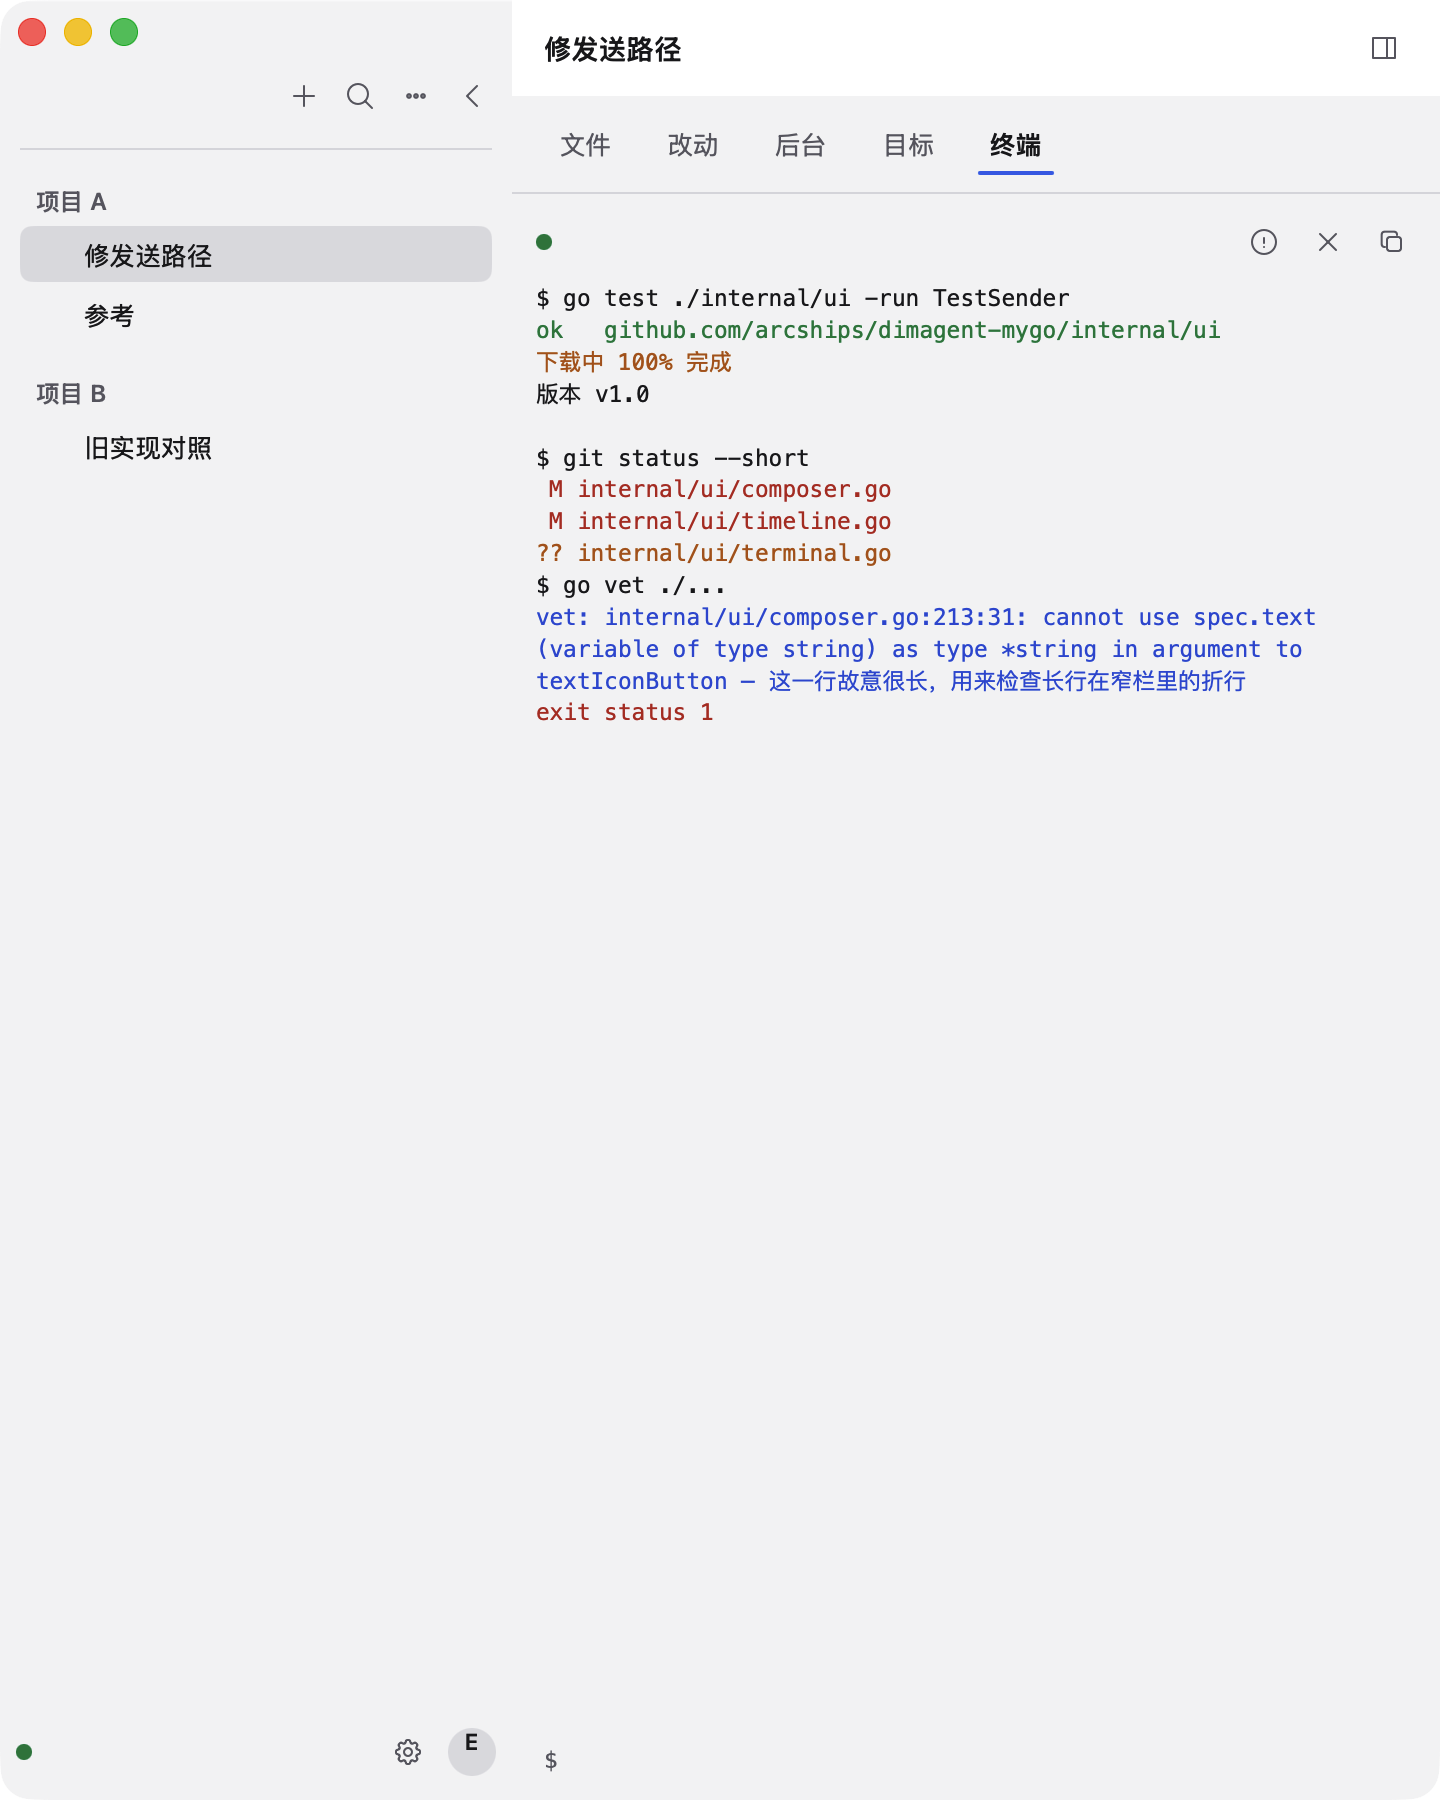 修发送路径
项目 A
修发送路径
参考
项目 B
旧实现对照
E
文件 改动 后台 目标 终端
$ go test ./internal/ui -run TestSender
ok   github.com/arcships/dimagent-mygo/internal/ui
下载中 100% 完成
版本 v1.0
$ git status --short
 M internal/ui/composer.go
 M internal/ui/timeline.go
?? internal/ui/terminal.go
$ go vet ./...
vet: internal/ui/composer.go:213:31: cannot use spec.text
(variable of type string) as type *string in argument to
textIconButton — 这一行故意很长，用来检查长行在窄栏里的折行
exit status 1
$